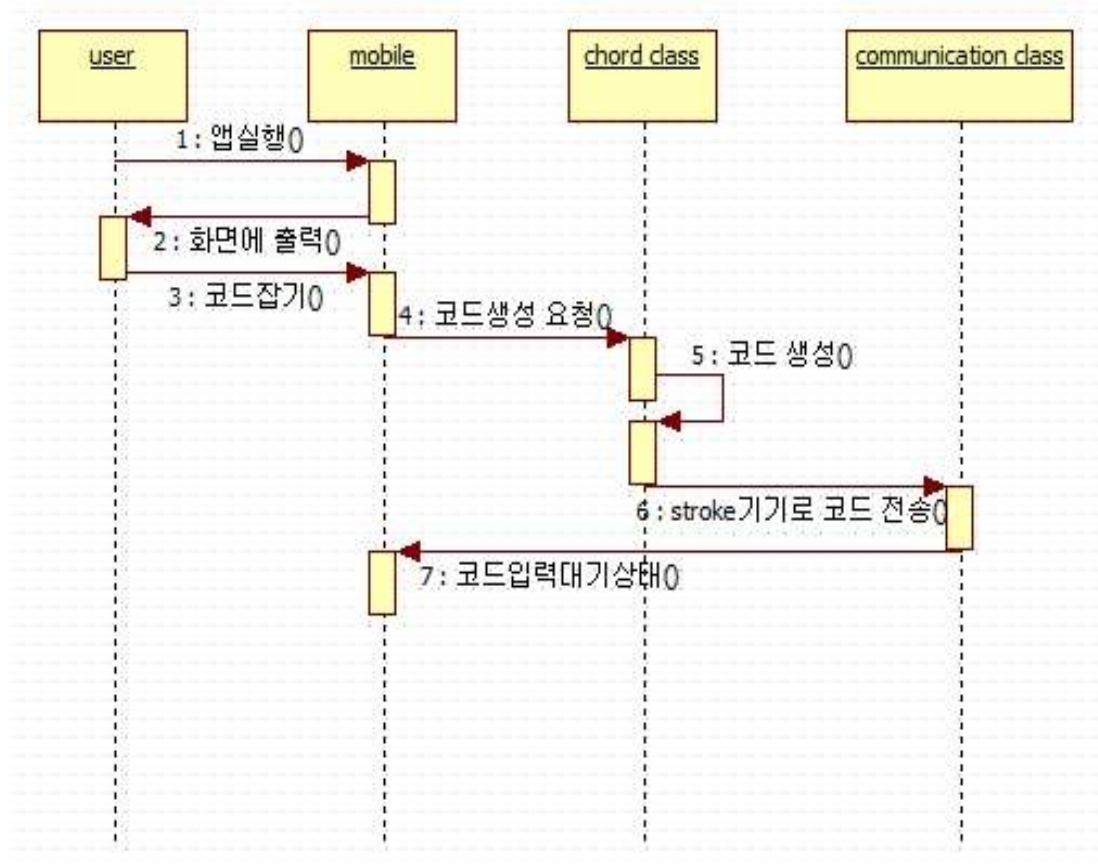 user
mobile
chord class
communication class
1 : 앱실행()
2 : 화면에 출력()
3 : 코드잡기()
4 : 코드생성 요청()
5 : 코드 생성()
6 : stroke기기로 코드 전송()
7 : 코드입력대기상태()